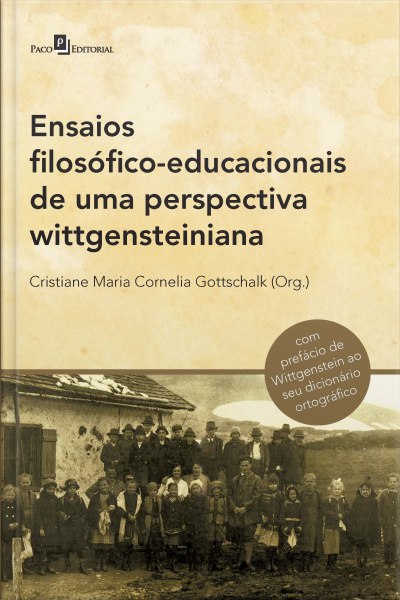 PACO EDITORIAL
Ensaios
filosófico-educacionais
de uma perspectiva
wittgensteiniana
Cristiane Maria Cornelia Gottschalk (Org.)
com
prefácio de
Wittgenstein ao
seu dicionário
ortográfico